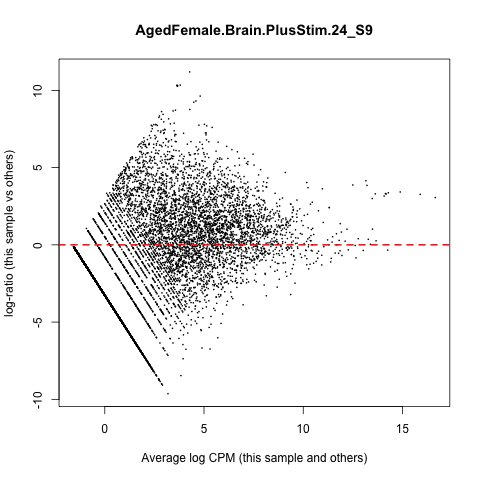 AgedFemale.Brain.PlusStim.24_S9
log-ratio (this sample vs others)
10
5
0
-5
-10
0 5 10 15
Average log CPM (this sample and others)